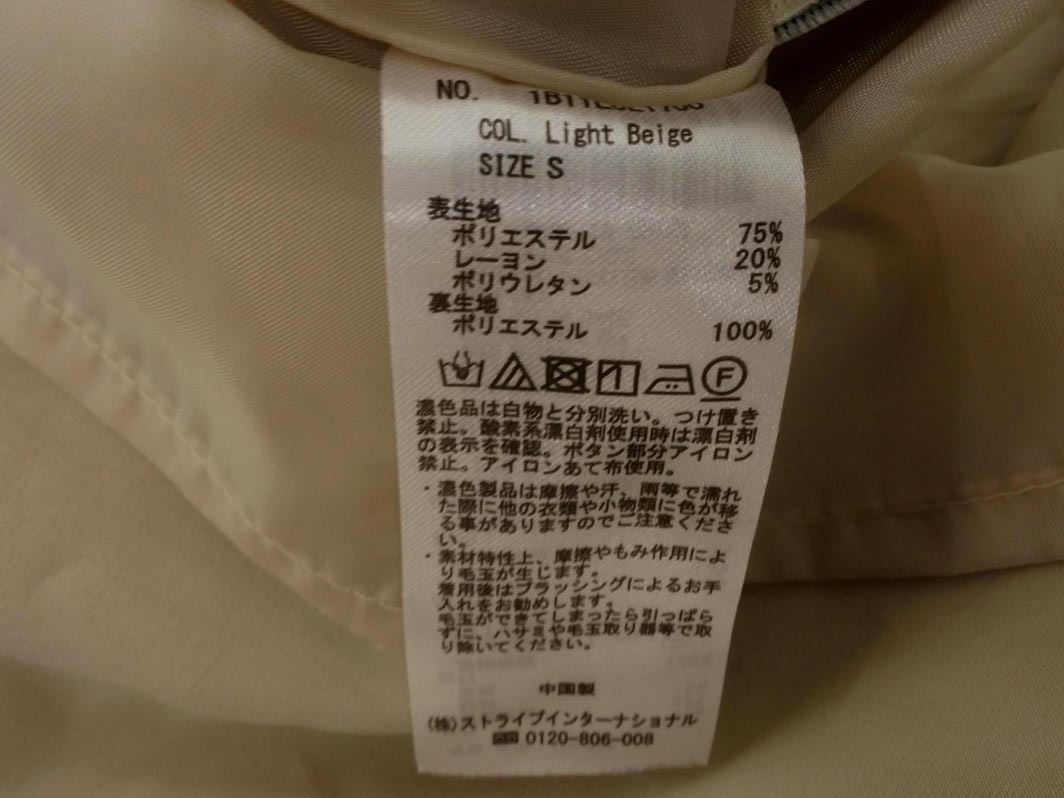 NO.
COL. Light Beige
SIZE S
表生地
ポリエステル 75%
レーヨン 20%
ポリウレタン 5%
裏生地
ポリエステル 100%
F
濃色品は白物と分別洗い。つけ置き
禁止。酸素系漂白剤使用時は漂白剤
の表示を確認。ボタン部分アイロン
禁止。アイロンあて布使用。
・濃色製品は摩擦や汗、雨等で濡れ
た際に他の衣類や小物類に色が移
る事がありますのでご注意くださ
い。
・素材特性上、摩擦やもみ作用によ
り毛玉が生じます。
着用後はブラッシングによるお手
入れをお勧めします。
毛玉ができてしまったら引っぱら
ずに、ハサミや毛玉取り器等で取
り除いてください。
中国製
(株)ストライプインターナショナル
0120-806-008